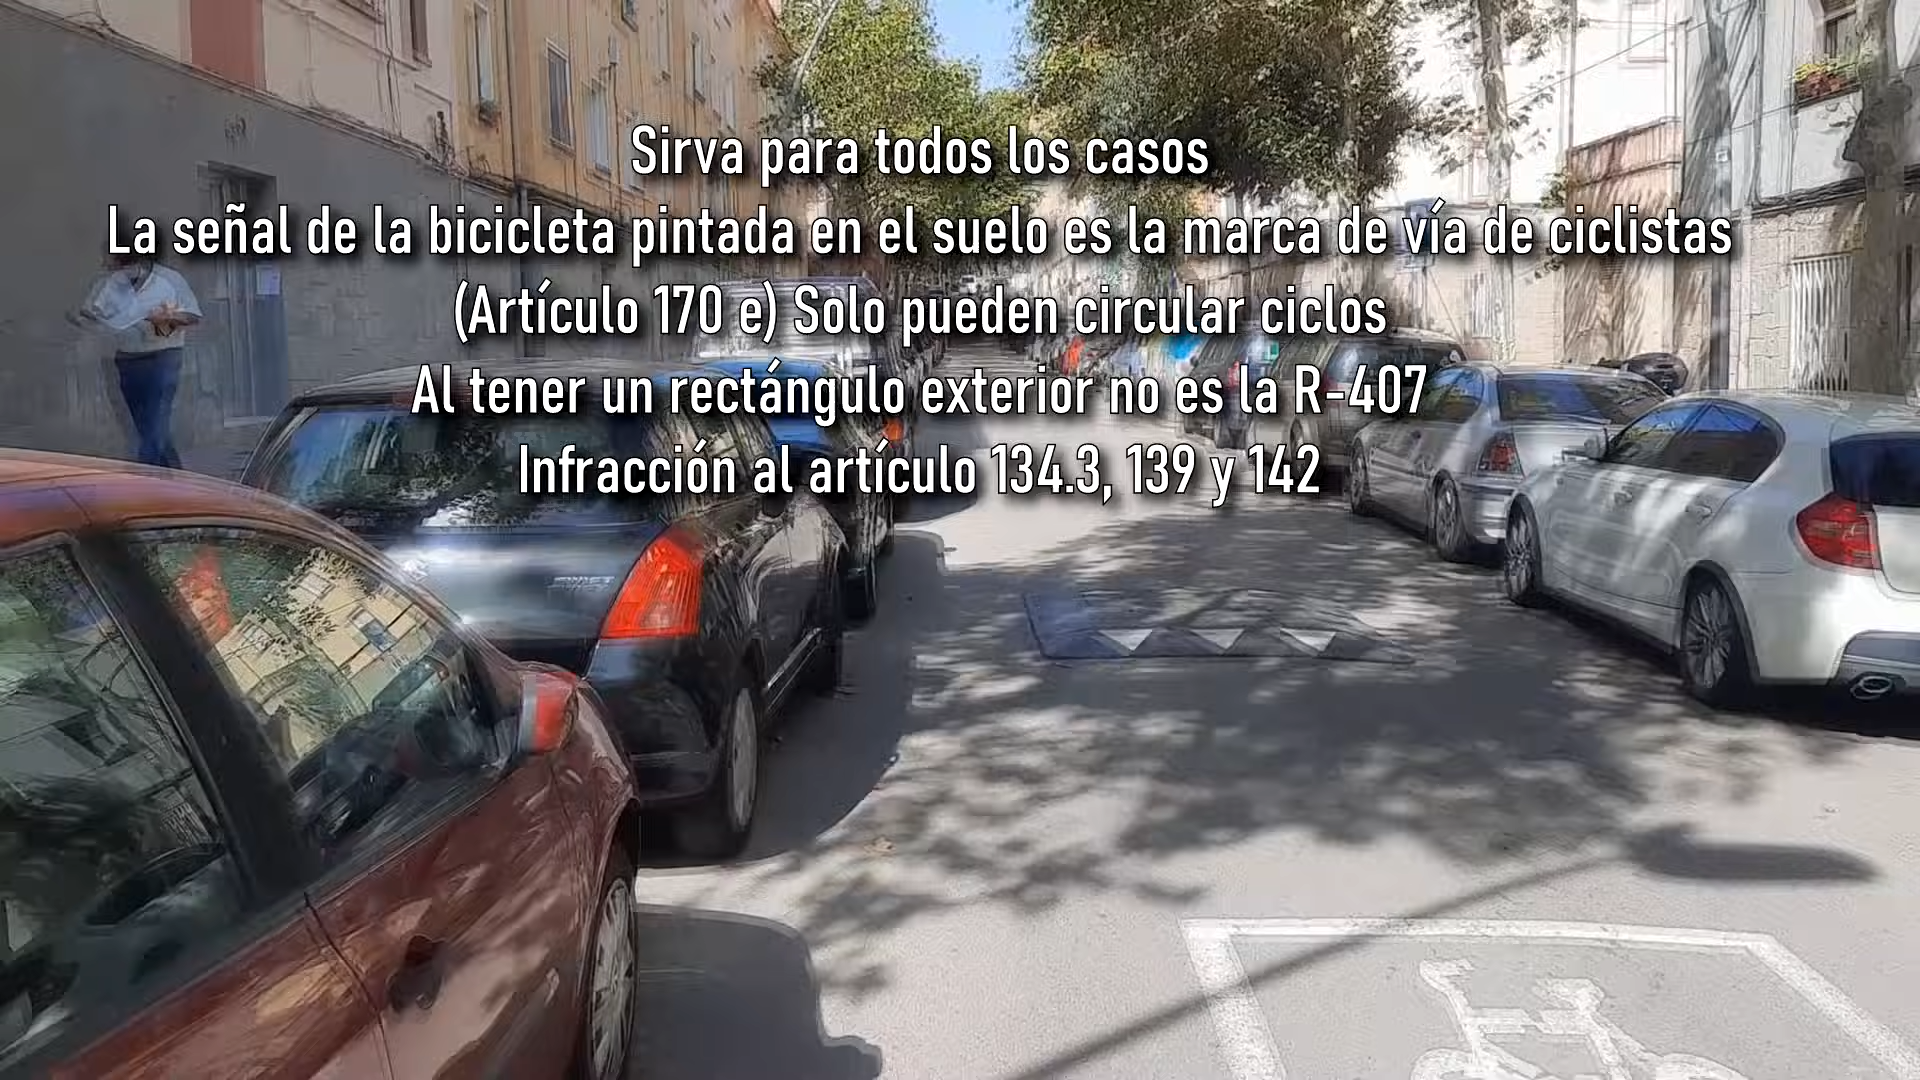 Sirva para todos los casos
La señal de la bicicleta pintada en el suelo es la marca de vía de ciclistas
(Artículo 170 e) Solo pueden circular ciclos
Al tener un rectángulo exterior no es la R-407
Infracción al artículo 134.3, 139 y 142
SWIFT